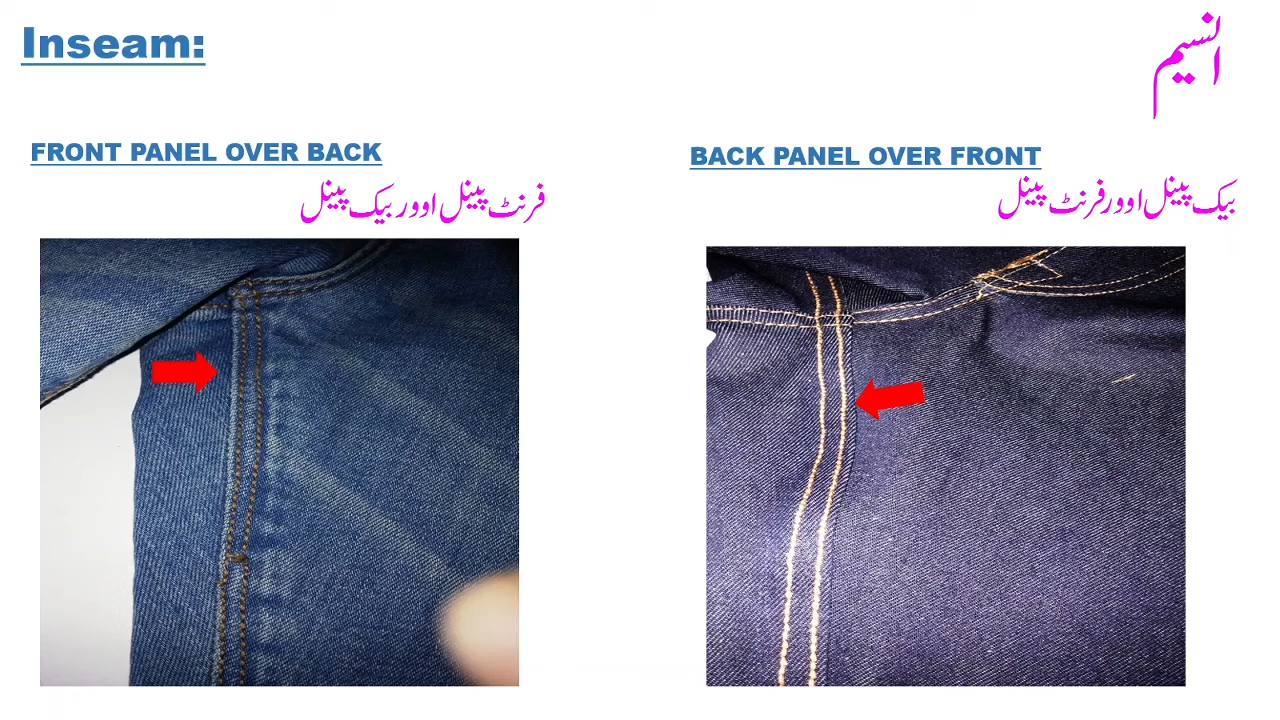 Inseam:
انسیم
FRONT PANEL OVER BACK
فرنٹ پینل اوور بیک پینل
BACK PANEL OVER FRONT
بیک پینل اوور فرنٹ پینل